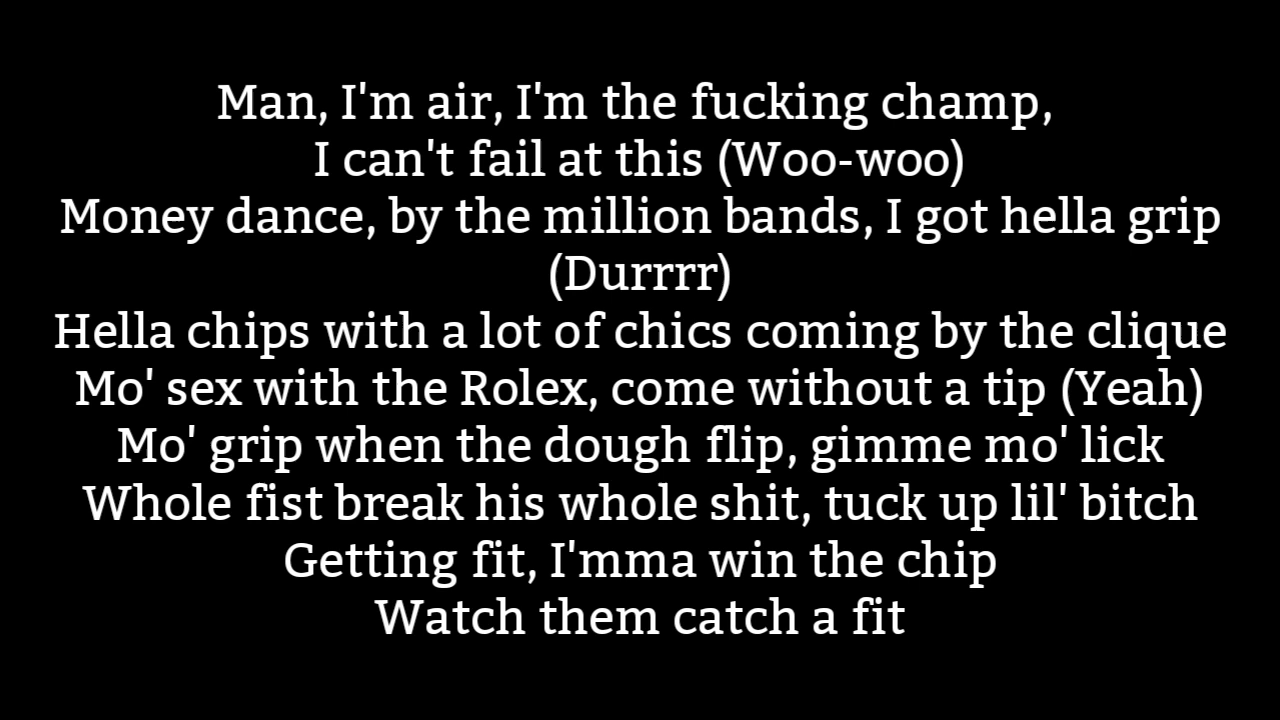 Man, I'm air, I'm the fucking champ,
I can't fail at this (Woo-woo)
Money dance, by the million bands, I got hella grip
(Durrrr)
Hella chips with a lot of chics coming by the clique
Mo' sex with the Rolex, come without a tip (Yeah)
Mo' grip when the dough flip, gimme mo' lick
Whole fist break his whole shit, tuck up lil' bitch
Getting fit, I'mma win the chip
Watch them catch a fit